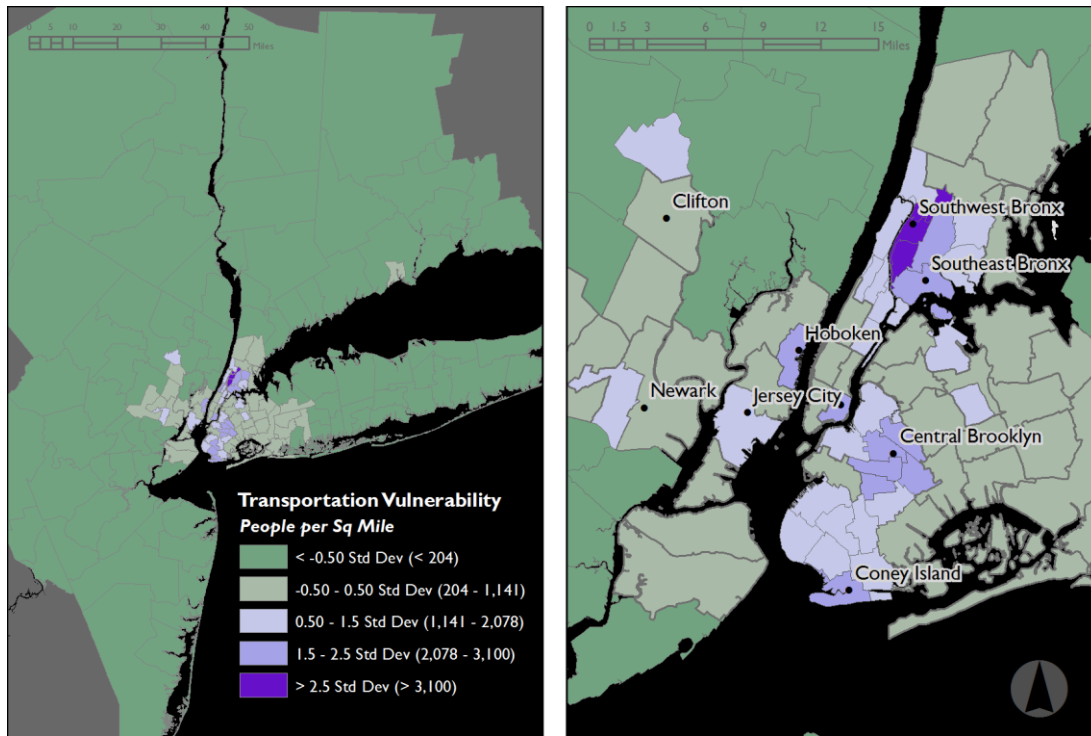 0 5 10 20 30 40 50
Miles
Transportation Vulnerability
People per Sq Mile
< -0.50 Std Dev (< 204)
-0.50 - 0.50 Std Dev (204 - 1,141)
0.50 - 1.5 Std Dev (1,141 - 2,078)
1.5 - 2.5 Std Dev (2,078 - 3,100)
> 2.5 Std Dev (> 3,100)
0 1.5 3 6 9 12 15
Miles
Clifton
Southwest Bronx
Southeast Bronx
Hoboken
Newark
Jersey City
Central Brooklyn
Coney Island